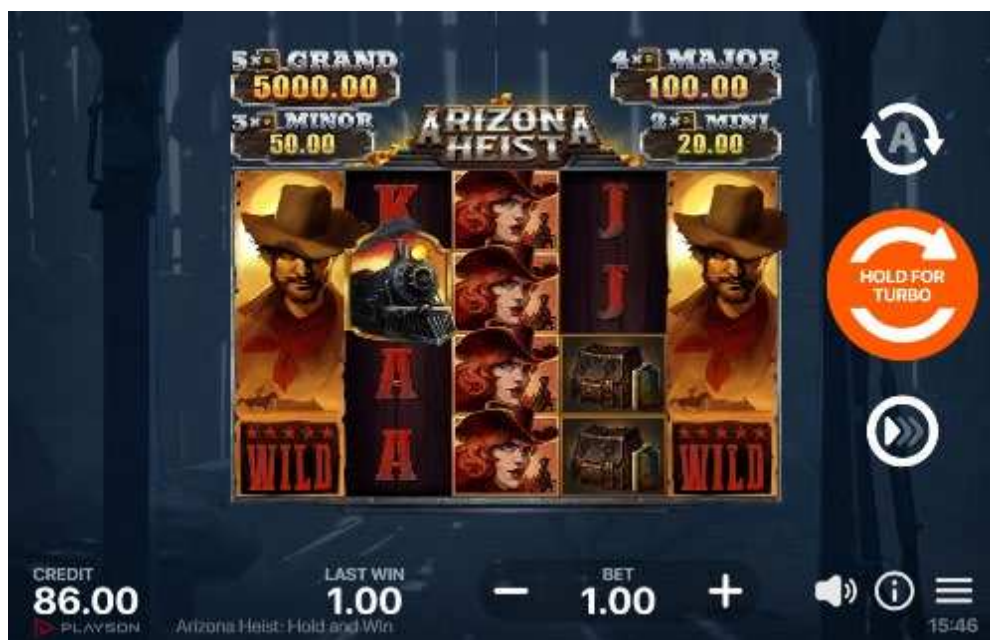 5× GRAND
5000.00
4× MAJOR
100.00
3× MINOR
50.00
ARIZONA
HEIST
2× MINI
20.00
A
K
J
HOLD FOR
TURBO
J
A
WILD
A
WILD
CREDIT
86.00
LAST WIN
1.00
BET
1.00
PLAYSON
Arizona Heist: Hold and Win
15:46